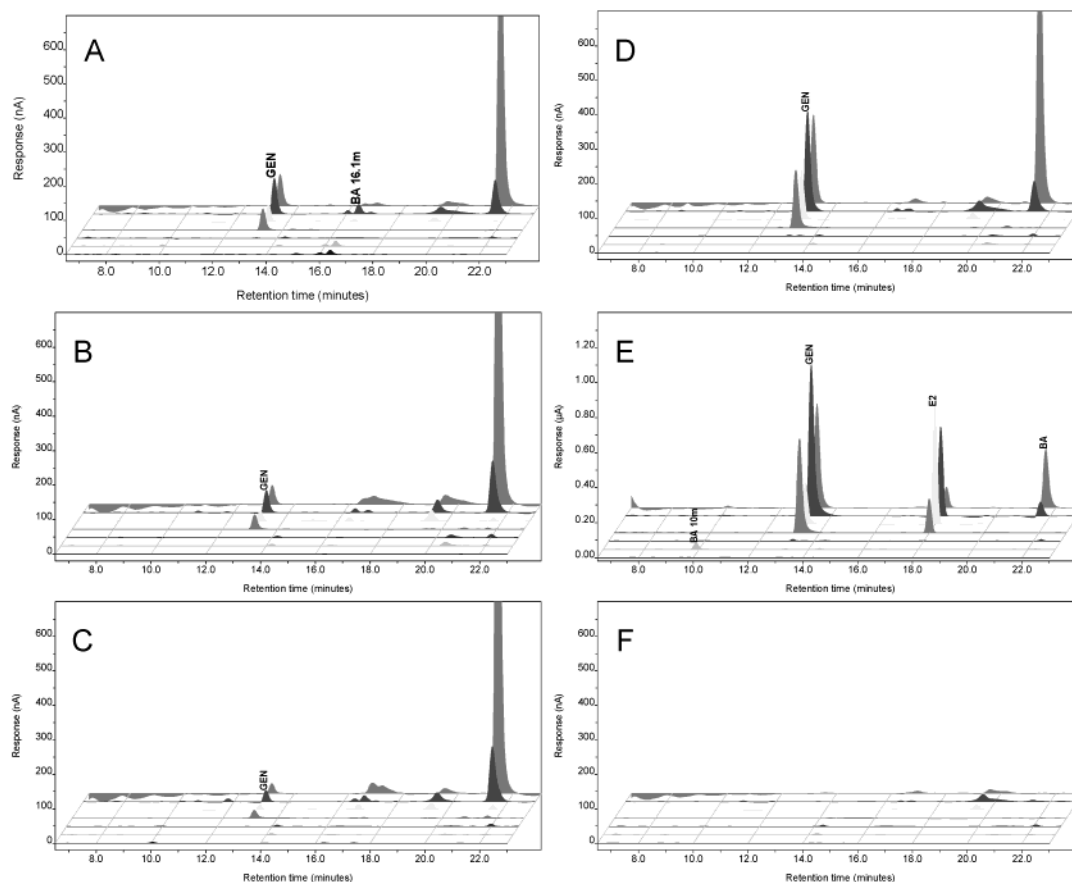 A
Response (nA)
600
500
400
300
200
100
0
GEN
BA 16.1m
8.0 10.0 12.0 14.0 16.0 18.0 20.0 22.0
Retention time (minutes)
D
Response (nA)
600
500
400
300
200
100
0
GEN
8.0 10.0 12.0 14.0 16.0 18.0 20.0 22.0
Retention time (minutes)
B
Response (nA)
600
500
400
300
200
100
0
GEN
8.0 10.0 12.0 14.0 16.0 18.0 20.0 22.0
Retention time (minutes)
E
Response (µA)
1.20
1.00
0.80
0.60
0.40
0.20
0.00
BA 10m
GEN
E2
BA
8.0 10.0 12.0 14.0 16.0 18.0 20.0 22.0
Retention time (minutes)
C
Response (nA)
600
500
400
300
200
100
0
GEN
8.0 10.0 12.0 14.0 16.0 18.0 20.0 22.0
Retention time (minutes)
F
Response (nA)
600
500
400
300
200
100
0
8.0 10.0 12.0 14.0 16.0 18.0 20.0 22.0
Retention time (minutes)